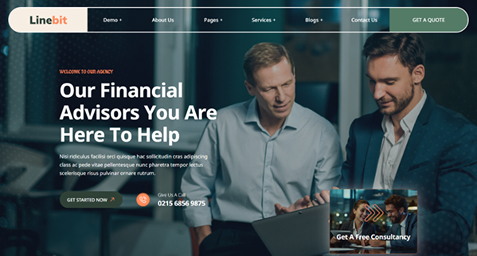 Linebit
Demo +
About Us
Pages +
Services +
Blogs +
Contact Us
GET A QUOTE
WELCOME TO OUR AGENCY
Our Financial
Advisors You Are
Here To Help
Nisi ridiculus facilisi orci quisque hac sollicitudin cras adipiscing
class ac pede vitae pellentesque nunc pharetra tempor lectus
scelerisque risus pulvinar ornare rutrum.
GET STARTED NOW
Give Us A Call
0215 6856 9875
Get A Free Consultancy